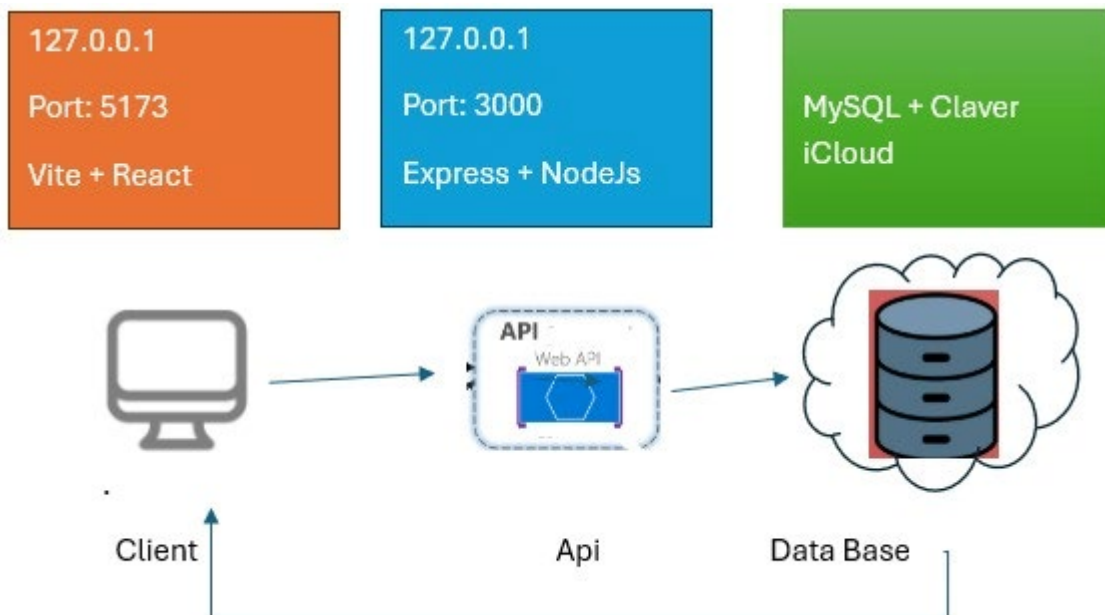 127.0.0.1
Port: 5173
Vite + React
127.0.0.1
Port: 3000
Express + NodeJs
MySQL + Claver
iCloud
API
Web API
Client
Api
Data Base